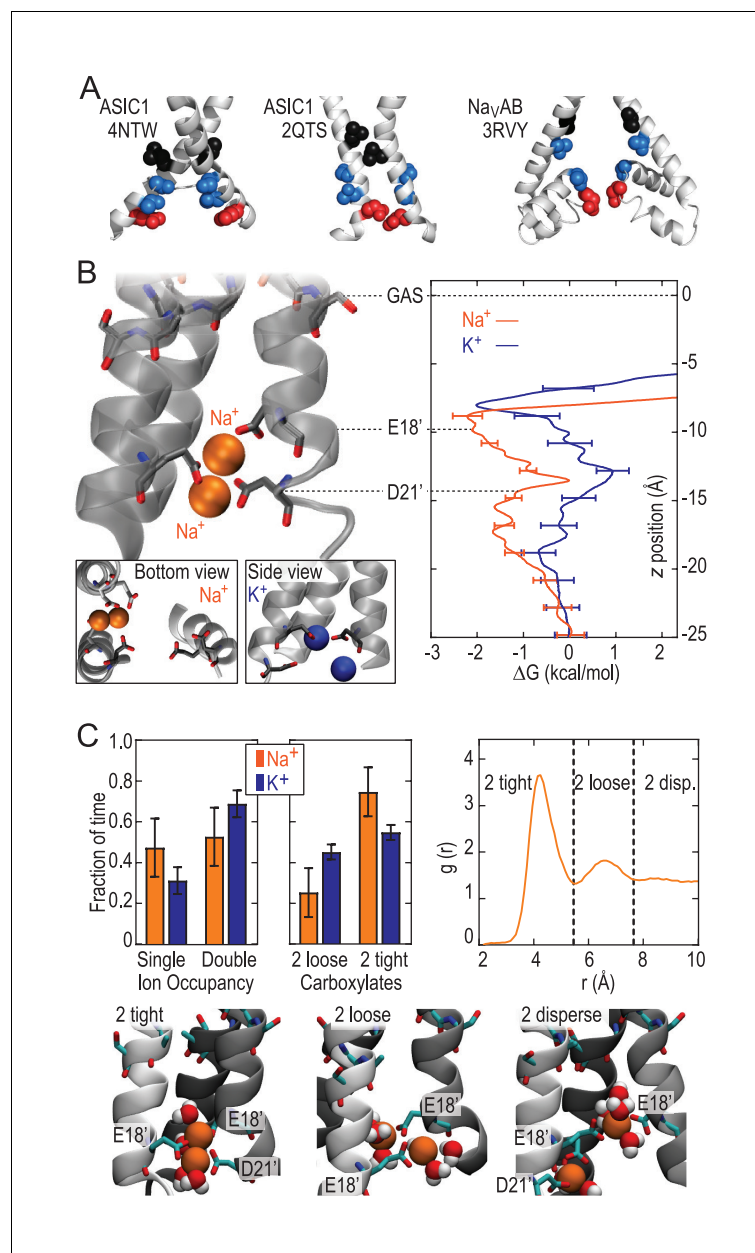 A
ASIC1
4NTW
ASIC1
2QTS
NaVAB
3RVY
B
GAS
E18'
D21'
Na+
Na+
Bottom view
Na+
Side view
K+
Na+
K+
0
-5
-10
-15
-20
-25
z position (Å)
-3 -2 -1 0 1 2
ΔG (kcal/mol)
C
Fraction of time
1.0
0.8
0.6
0.4
0.2
0
Na+
K+
Single Double
Ion Occupancy
2 loose 2 tight
Carboxylates
g (r)
4
3
2
1
0
2 tight 2 loose 2 disp.
2 4 6 8 10
r (Å)
2 tight
E18'
E18'
D21'
2 loose
E18'
E18'
2 disperse
E18'
E18'
D21'